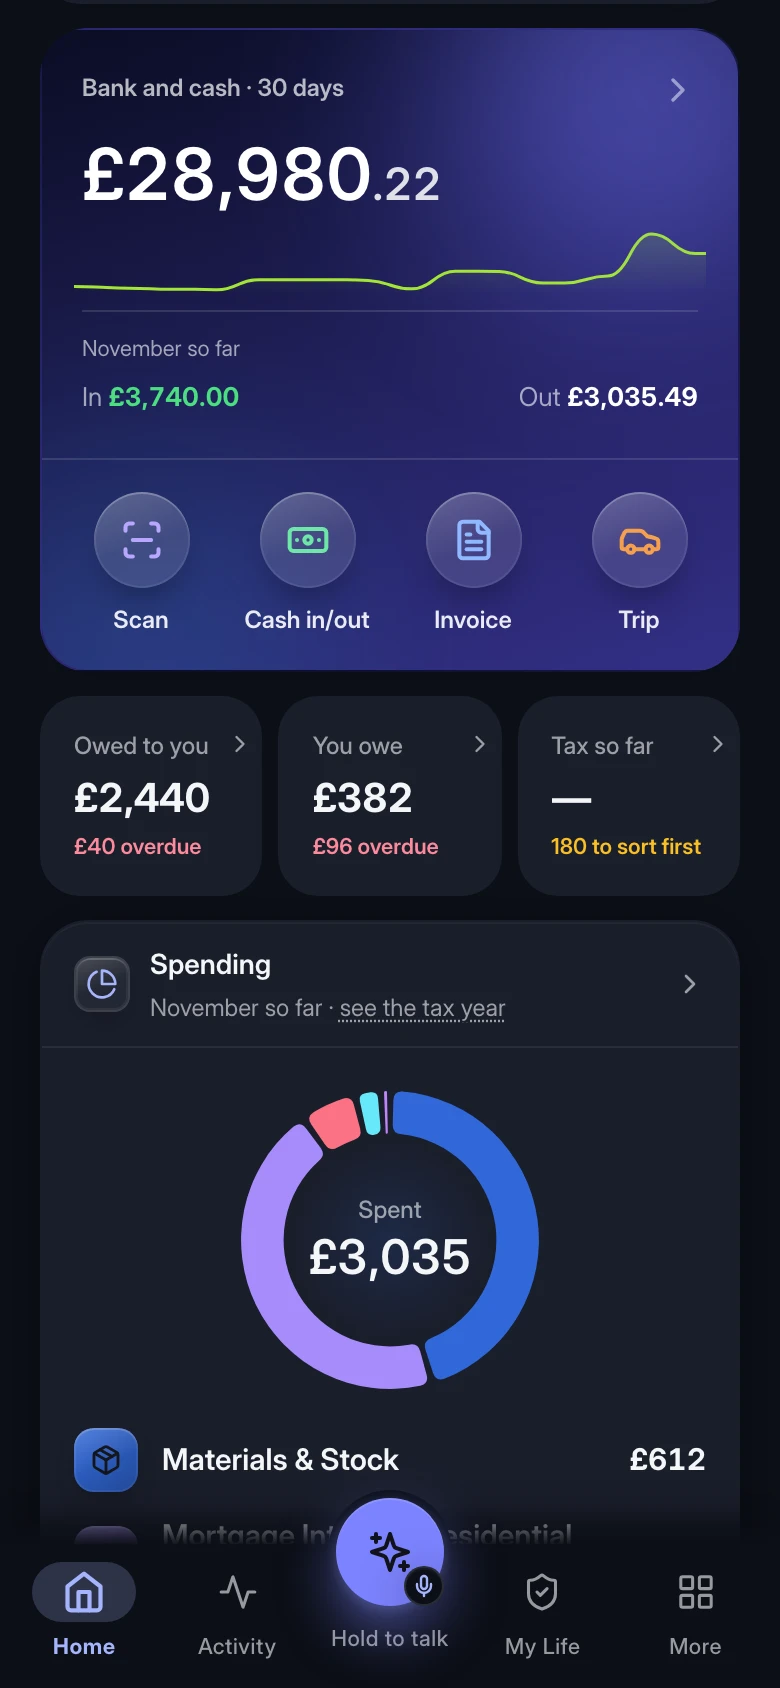 Bank and cash · 30 days
£28,980.22
November so far
In £3,740.00
Out £3,035.49
Scan
Cash in/out
Invoice
Trip
Owed to you
£2,440
£40 overdue
You owe
£382
£96 overdue
Tax so far
—
180 to sort first
Spending
November so far · see the tax year
Spent
£3,035
Materials & Stock
£612
Mortgage
Home
Activity
Hold to talk
My Life
More